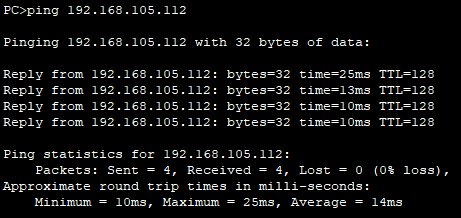 PC>ping 192.168.105.112
Pinging 192.168.105.112 with 32 bytes of data:
Reply from 192.168.105.112: bytes=32 time=25ms TTL=128
Reply from 192.168.105.112: bytes=32 time=13ms TTL=128
Reply from 192.168.105.112: bytes=32 time=10ms TTL=128
Reply from 192.168.105.112: bytes=32 time=10ms TTL=128
Ping statistics for 192.168.105.112:
    Packets: Sent = 4, Received = 4, Lost = 0 (0% loss),
Approximate round trip times in milli-seconds:
    Minimum = 10ms, Maximum = 25ms, Average = 14ms